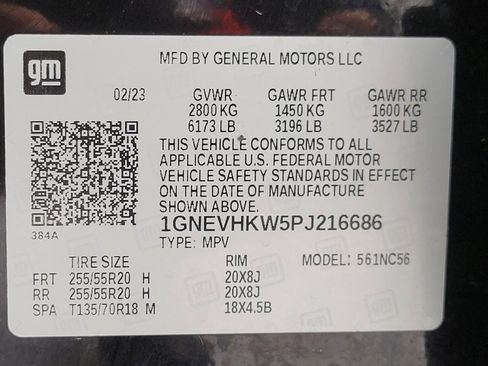 gm
MFD BY GENERAL MOTORS LLC
02/23 GVWR GAWR FRT GAWR RR
2800 KG 1450 KG 1600 KG
6173 LB 3196 LB 3527 LB
THIS VEHICLE CONFORMS TO ALL
APPLICABLE U.S. FEDERAL MOTOR
VEHICLE SAFETY STANDARDS IN EFFECT
ON THE DATE OF MANUFACTURE
SHOWN ABOVE.
384A
1GNEVHKW5PJ216686
TYPE: MPV
TIRE SIZE RIM MODEL: 561NC56
FRT 255/55R20 H 20X8J
RR 255/55R20 H 20X8J
SPA T135/70R18 M 18X4.5B